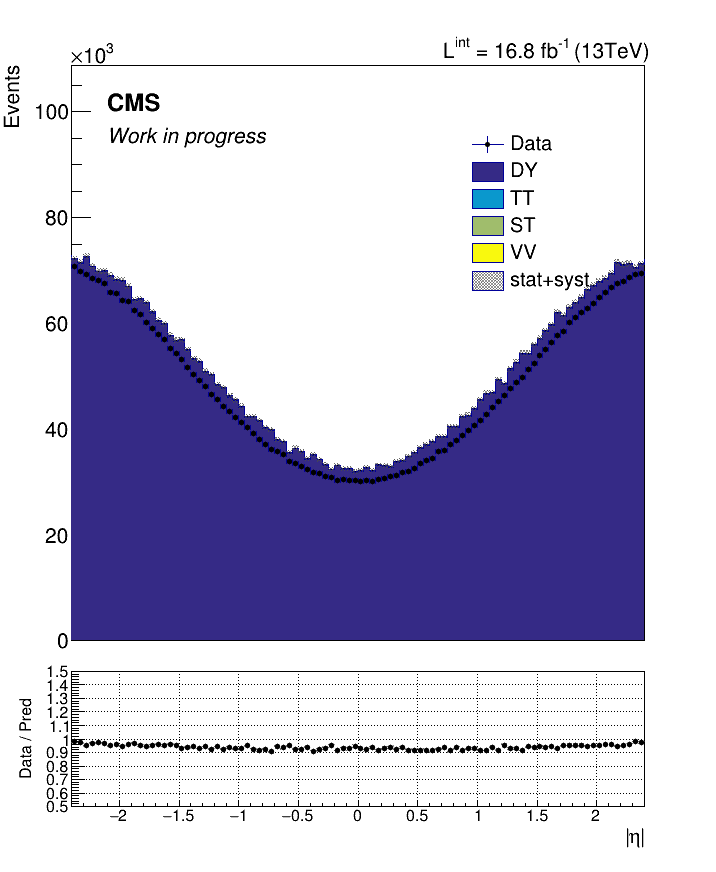 ×10³
L^int = 16.8 fb⁻¹ (13TeV)
Events
CMS
Work in progress
Data
DY
TT
ST
VV
stat+syst
100
80
60
40
20
0
Data / Pred
1.5
1.4
1.3
1.2
1.1
1
0.9
0.8
0.7
0.6
0.5
−2 −1.5 −1 −0.5 0 0.5 1 1.5 2
|η|